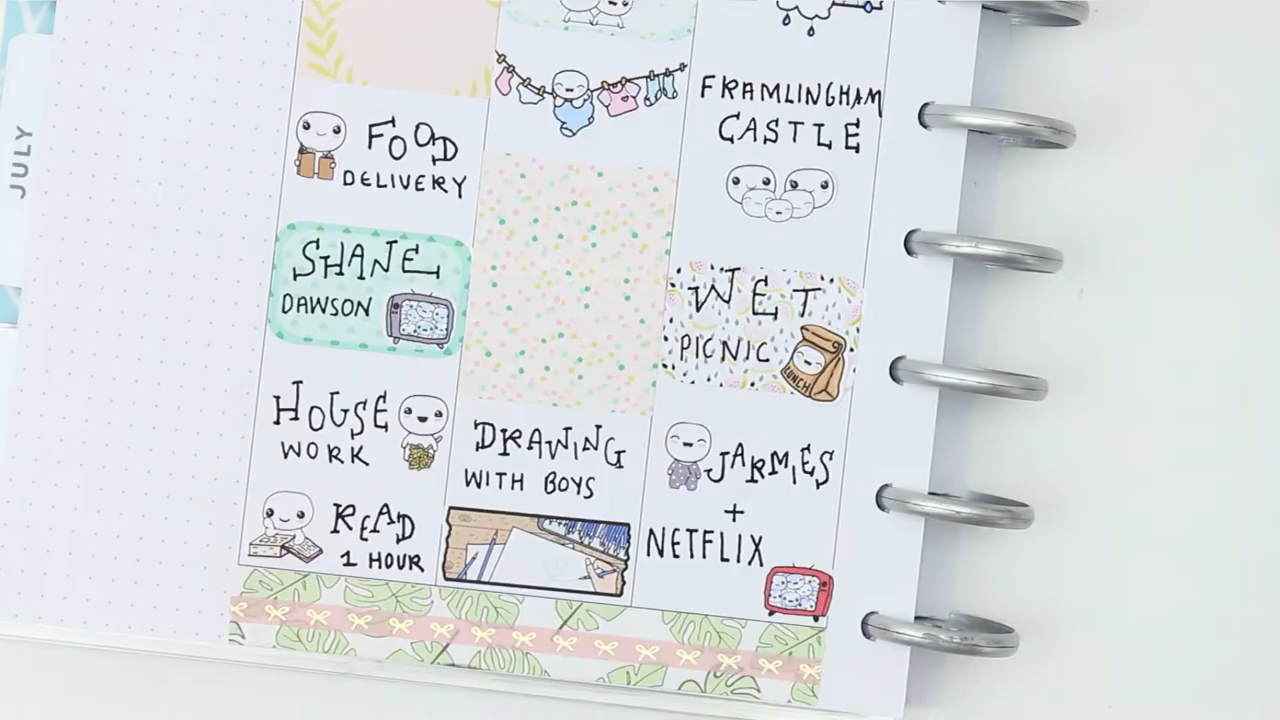 JULY
FOOD
DELIVERY
SHANE
DAWSON
HOUSE
WORK
READ
1 HOUR
DRAWING
WITH BOYS
FRAMLINGHAM
CASTLE
WET
PICNIC
LUNCH
JARMIES
+
NETFLIX